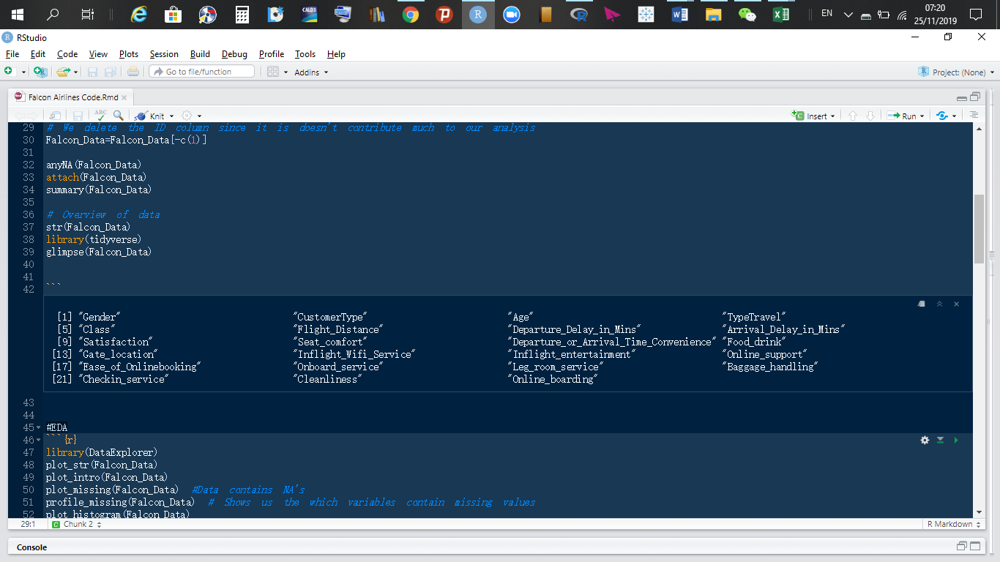 CALD3
EN
07:20
25/11/2019
RStudio
File Edit Code View Plots Session Build Debug Profile Tools Help
Go to file/function
Addins
Project: (None)
Falcon Airlines Code.Rmd
ABC
Knit
Insert
Run
29 # We delete the ID column since it is doesn't contribute much to our analysis
30 Falcon_Data=Falcon_Data[-c(1)]
31
32 anyNA(Falcon_Data)
33 attach(Falcon_Data)
34 summary(Falcon_Data)
35
36 # Overview of data
37 str(Falcon_Data)
38 library(tidyverse)
39 glimpse(Falcon_Data)
40
41
42 ```
[1] "Gender" "CustomerType" "Age" "TypeTravel"
[5] "Class" "Flight_Distance" "Departure_Delay_in_Mins" "Arrival_Delay_in_Mins"
[9] "Satisfaction" "Seat_comfort" "Departure_or_Arrival_Time_Convenience" "Food_drink"
[13] "Gate_location" "Inflight_Wifi_Service" "Inflight_entertainment" "Online_support"
[17] "Ease_of_Onlinebooking" "Onboard_service" "Leg_room_service" "Baggage_handling"
[21] "Checkin_service" "Cleanliness" "Online_boarding"
43
44
45 #EDA
46 ```{r}
47 library(DataExplorer)
48 plot_str(Falcon_Data)
49 plot_intro(Falcon_Data)
50 plot_missing(Falcon_Data) #Data contains NA's
51 profile_missing(Falcon_Data) # Shows us the which variables contain missing values
52 plot_histogram(Falcon_Data)
29:1 Chunk 2 R Markdown
Console